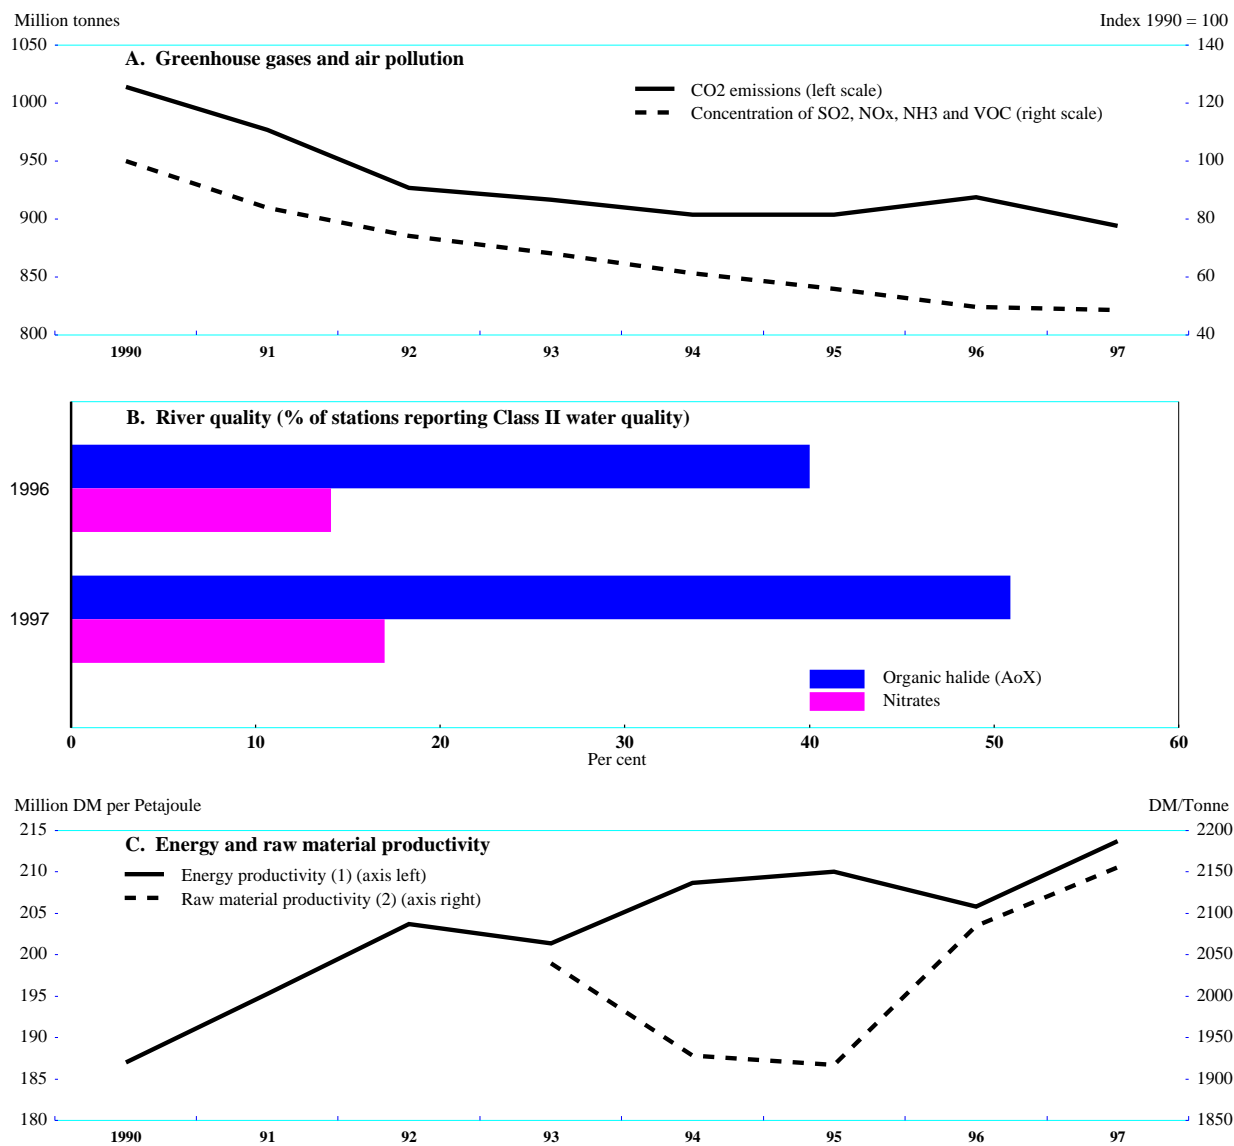 Million tonnes Index 1990 = 100
1050 140
A. Greenhouse gases and air pollution
CO2 emissions (left scale)
1000 120
Concentration of SO2, NOx, NH3 and VOC (right scale)
950 100
900 80
850 60
800 40
1990 91 92 93 94 95 96 97
B. River quality (% of stations reporting Class II water quality)
1996
1997
Organic halide (AoX)
Nitrates
0 10 20 30 40 50 60
Per cent
Million DM per Petajoule DM/Tonne
215 2200
C. Energy and raw material productivity
210 Energy productivity (1) (axis left) 2150
Raw material productivity (2) (axis right)
205 2100
200 2050
195 2000
190 1950
185 1900
180 1850
1990 91 92 93 94 95 96 97